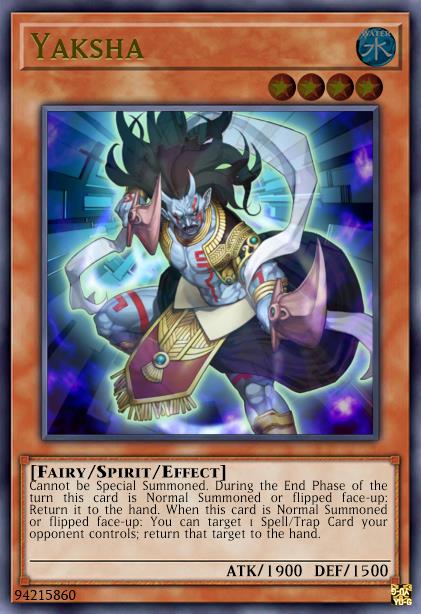 YAKSHA
WATER
水
[FAIRY/SPIRIT/EFFECT]
Cannot be Special Summoned. During the End Phase of the
turn this card is Normal Summoned or flipped face-up:
Return it to the hand. When this card is Normal Summoned
or flipped face-up: You can target 1 Spell/Trap Card your
opponent controls; return that target to the hand.
ATK/1900 DEF/1500
94215860